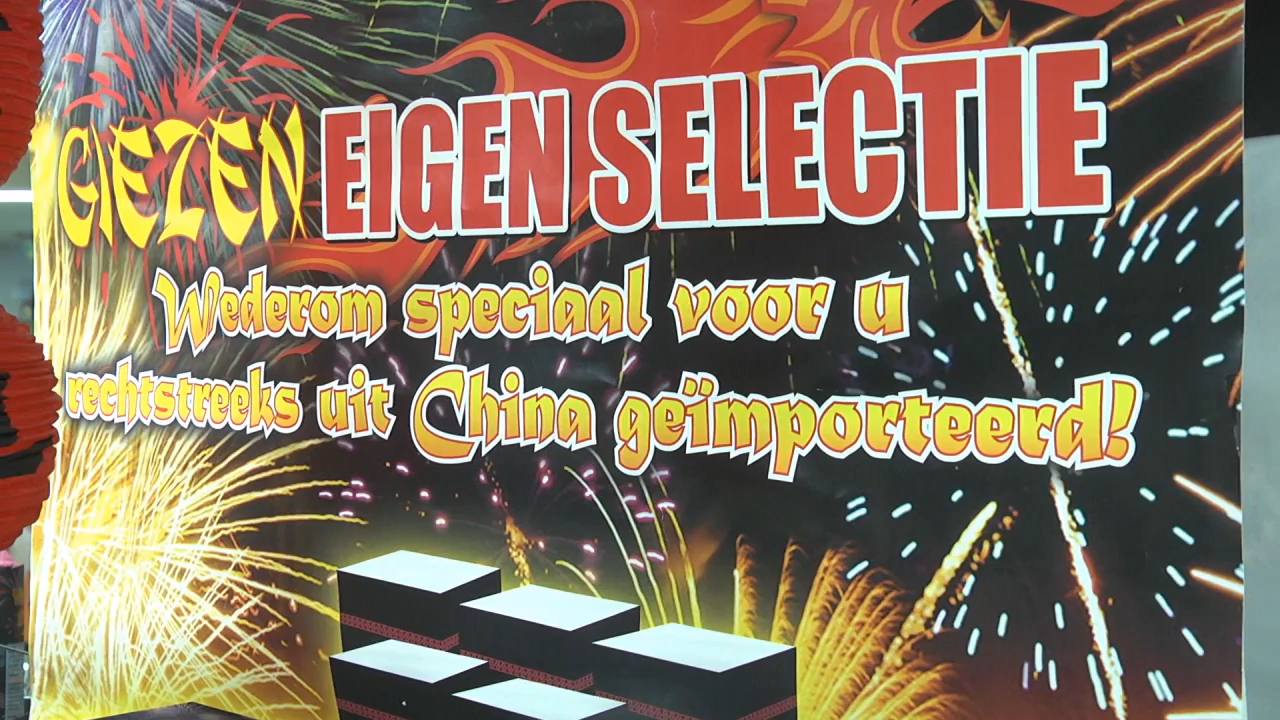 GIEZEN EIGEN SELECTIE
Wederom speciaal voor u
rechtstreeks uit China geïmporteerd!